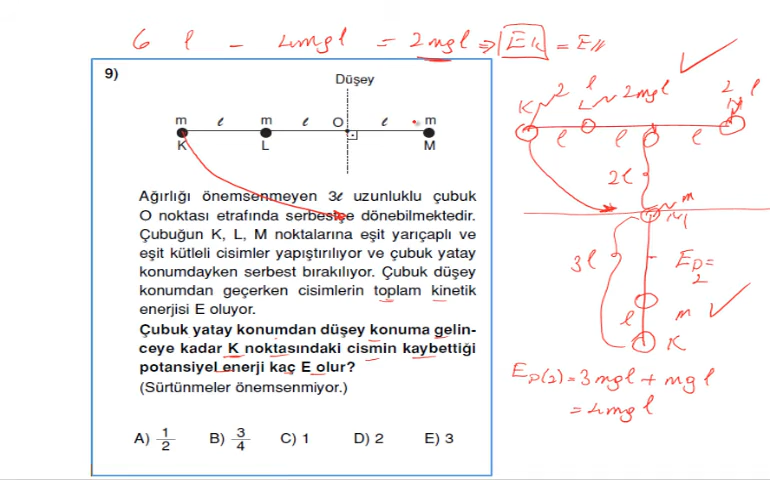 6 l - 4mgl = 2mgl ⇒ Ek = E //
9)
Düşey
m ℓ m ℓ O ℓ m
K L M
Ağırlığı önemsenmeyen 3ℓ uzunluklu çubuk
O noktası etrafında serbestçe dönebilmektedir.
Çubuğun K, L, M noktalarına eşit yarıçaplı ve
eşit kütleli cisimler yapıştırılıyor ve çubuk yatay
konumdayken serbest bırakılıyor. Çubuk düşey
konumdan geçerken cisimlerin toplam kinetik
enerjisi E oluyor.
Çubuk yatay konumdan düşey konuma gelin-
ceye kadar K noktasındaki cismin kaybettiği
potansiyel enerji kaç E olur?
(Sürtünmeler önemsenmiyor.)
A) 1/2 B) 3/4 C) 1 D) 2 E) 3
K 2 l L 2mgl 2 l M
l l l
2l
m
3l Ep= 2
l m
K
Ep(2) = 3mgl + mgl
= 4mgl